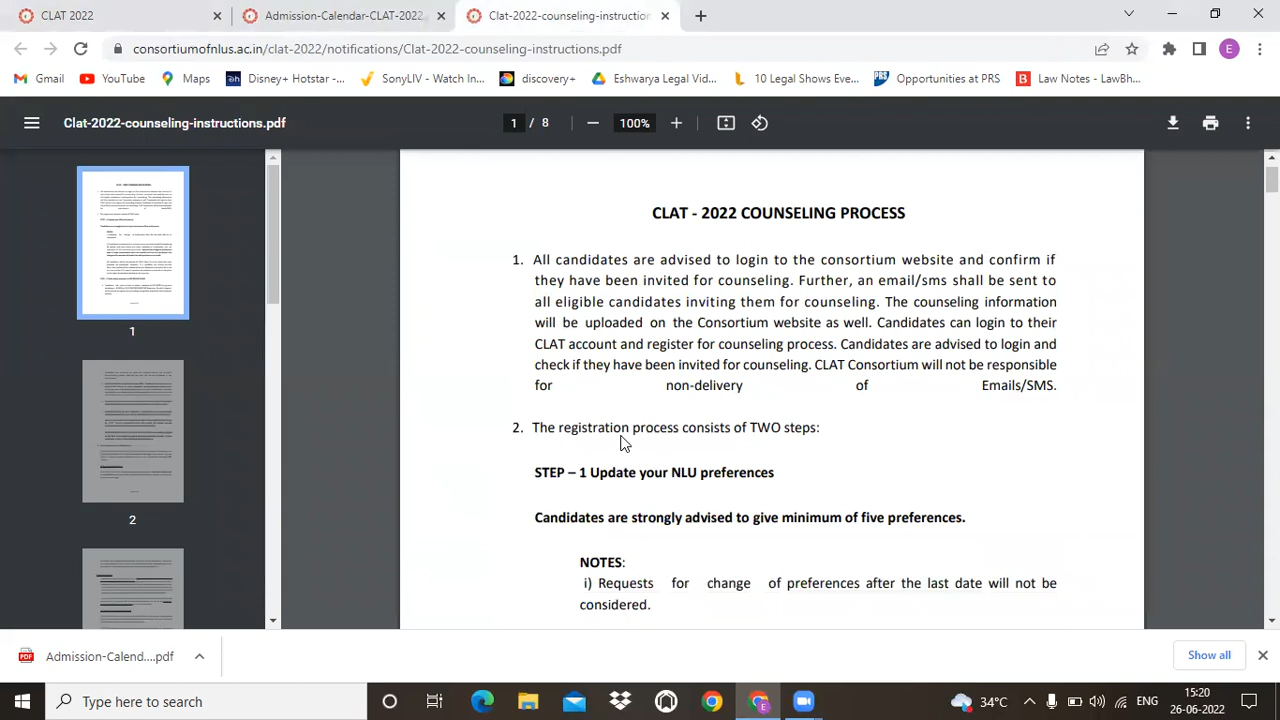 CLAT 2022
Admission-Calendar-CLAT-2022
Clat-2022-counseling-instruction
consortiumofnlus.ac.in/clat-2022/notifications/Clat-2022-counseling-instructions.pdf
E
Gmail
YouTube
Maps
Disney+ Hotstar -...
SonyLIV - Watch In...
discovery+
Eshwarya Legal Vid...
10 Legal Shows Eve...
PRS
Opportunities at PRS
B
Law Notes - LawBh...
Clat-2022-counseling-instructions.pdf
1 / 8
100%
1
2
CLAT - 2022 COUNSELING PROCESS
1. All candidates are advised to login to the consortium website and confirm if
they have been invited for counseling. Further, an email/sms shall be sent to
all eligible candidates inviting them for counseling. The counseling information
will be uploaded on the Consortium website as well. Candidates can login to their
CLAT account and register for counseling process. Candidates are advised to login and
check if they have been invited for counseling. CLAT Consortium will not be responsible
for non-delivery of Emails/SMS.
2. The registration process consists of TWO steps:
STEP – 1 Update your NLU preferences
Candidates are strongly advised to give minimum of five preferences.
NOTES:
i) Requests for change of preferences after the last date will not be
considered.
PDF
Admission-Calend....pdf
Show all
Type here to search
E
34°C
ENG
15:20
26-06-2022